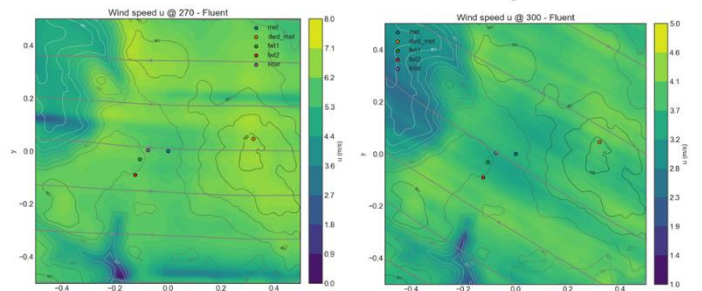 Wind speed u @ 270 - Fluent
met
dwd_met
fwt1
fwt2
lidar
y
0.4
0.2
0.0
−0.2
−0.4
−0.4 −0.2 0.0 0.2 0.4
8.0
7.1
6.2
5.3
4.4
3.6
2.7
1.8
0.9
0.0
u (m/s)
Wind speed u @ 300 - Fluent
met
dwd_met
fwt1
fwt2
lidar
y
0.4
0.2
0.0
−0.2
−0.4
−0.4 −0.2 0.0 0.2 0.4
5.0
4.6
4.1
3.7
3.2
2.8
2.3
1.9
1.4
1.0
u (m/s)